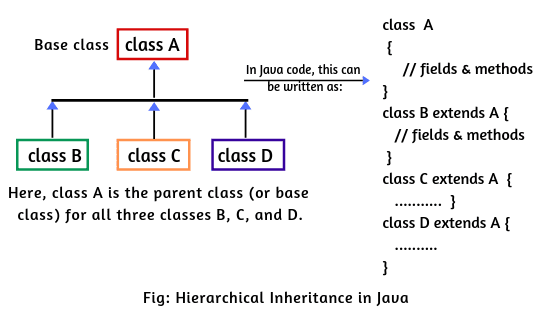 Base class
class A
class B
class C
class D
Here, class A is the parent class (or base
class) for all three classes B, C, and D.
In Java code, this can
be written as:
class  A
{
// fields & methods
}
class B extends A {
// fields & methods
}
class C extends A  {
...........  }
class D extends A {
..........
}
Fig: Hierarchical Inheritance in Java